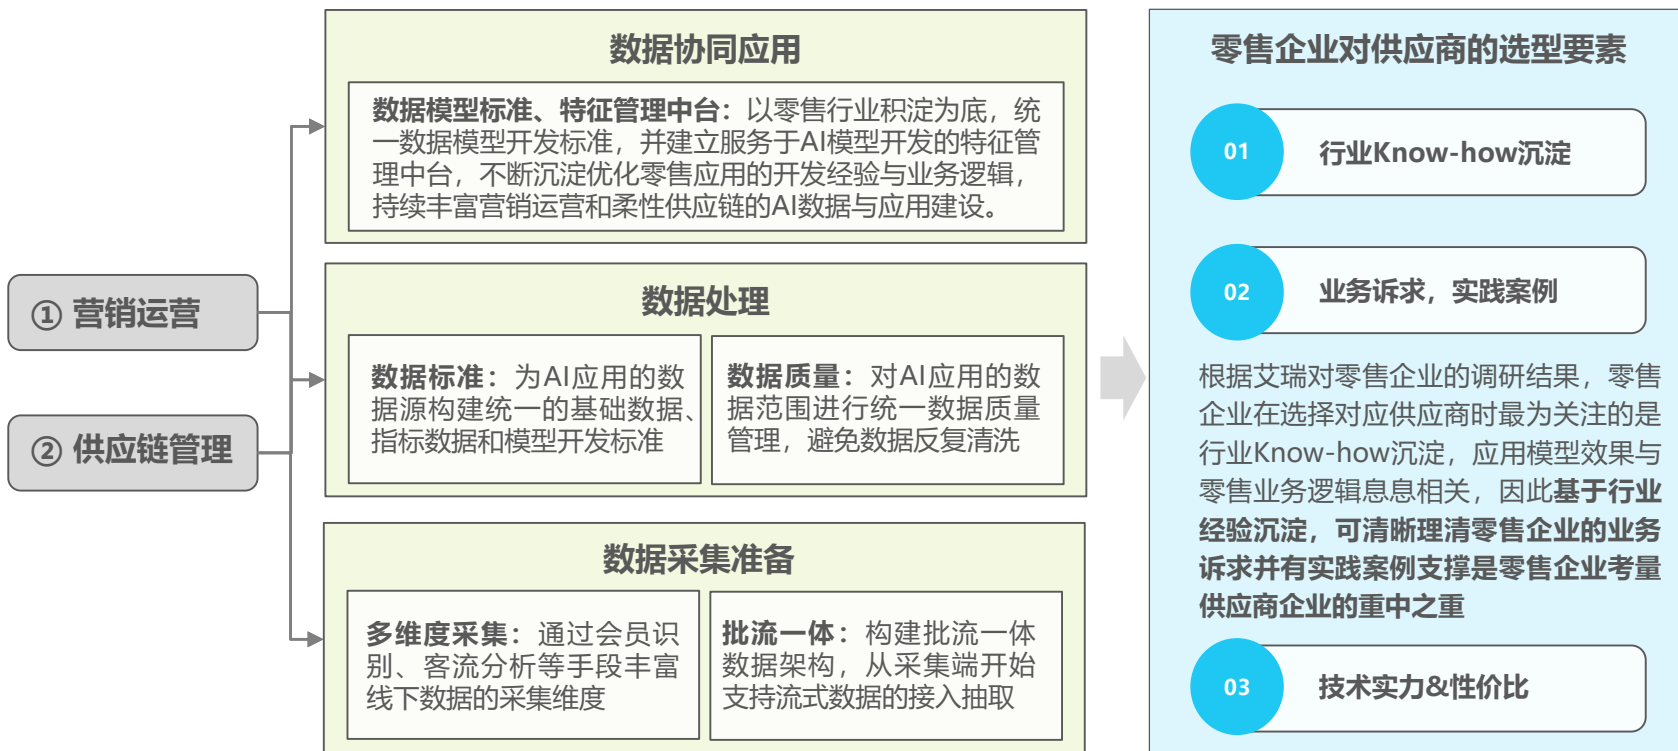 ① 营销运营
② 供应链管理
数据协同应用
数据模型标准、特征管理中台：以零售行业积淀为底，统
一数据模型开发标准，并建立服务于AI模型开发的特征管
理中台，不断沉淀优化零售应用的开发经验与业务逻辑，
持续丰富营销运营和柔性供应链的AI数据与应用建设。
数据处理
数据标准：为AI应用的数
据源构建统一的基础数据、
指标数据和模型开发标准
数据质量：对AI应用的数
据范围进行统一数据质量
管理，避免数据反复清洗
数据采集准备
多维度采集：通过会员识
别、客流分析等手段丰富
线下数据的采集维度
批流一体：构建批流一体
数据架构，从采集端开始
支持流式数据的接入抽取
零售企业对供应商的选型要素
01 行业Know-how沉淀
02 业务诉求，实践案例
根据艾瑞对零售企业的调研结果，零售
企业在选择对应供应商时最为关注的是
行业Know-how沉淀，应用模型效果与
零售业务逻辑息息相关，因此基于行业
经验沉淀，可清晰理清零售企业的业务
诉求并有实践案例支撑是零售企业考量
供应商企业的重中之重
03 技术实力&性价比